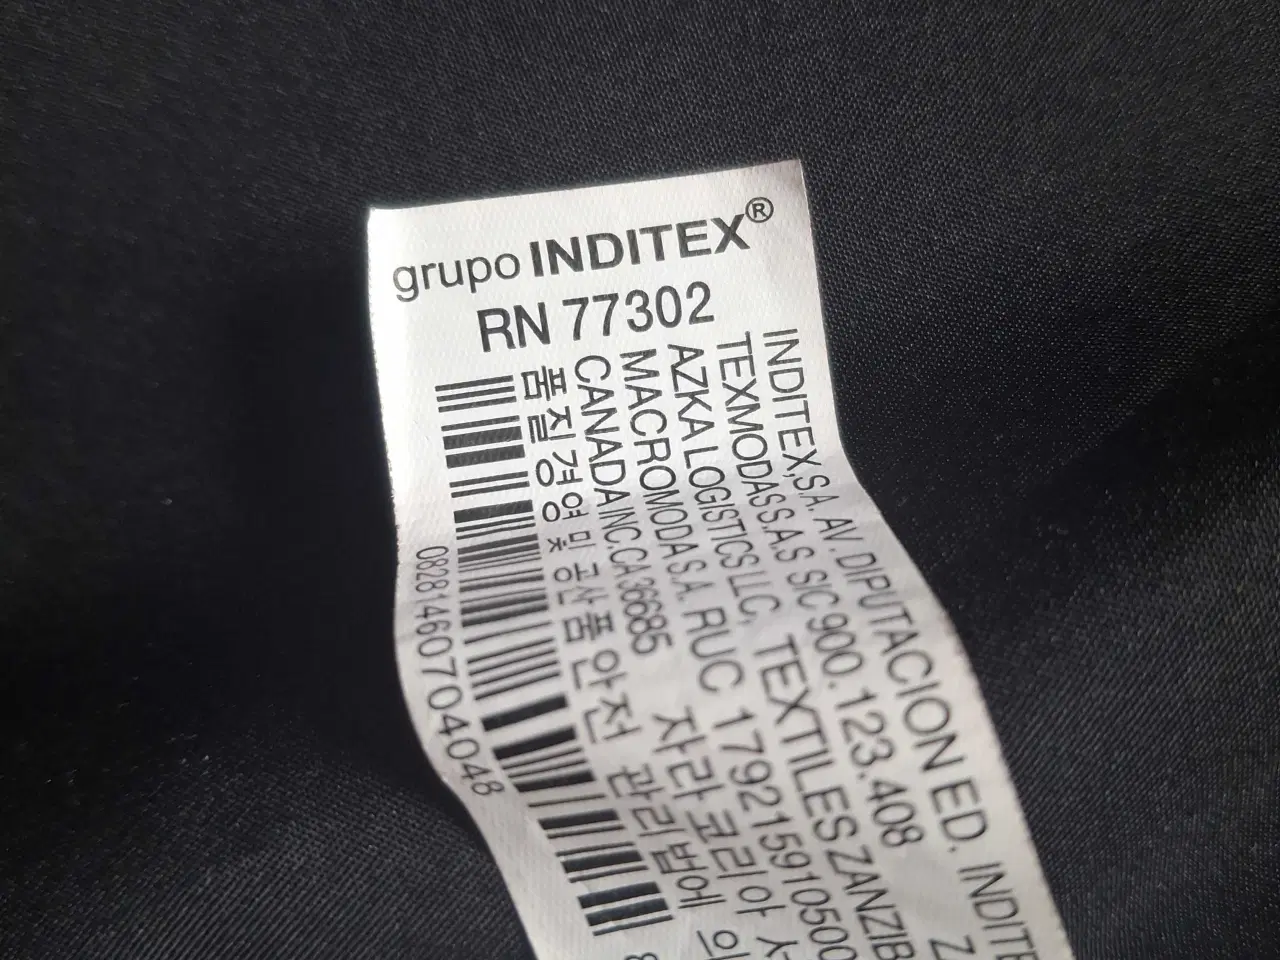 grupo INDITEX®
RN 77302
INDITEX,S.A. AV. DIPUTACION ED. INDITE
TEXMODAS S.A.S SIC 900.123.408
AZKA LOGISTICS LLC, TEXTILES ZANZIB
MACROMODA S.A. RUC 179215910500
CANADA INC.CA 36685 자라 코리아
품질경영 및 공산품 안전 관리법에 의
08281460704048